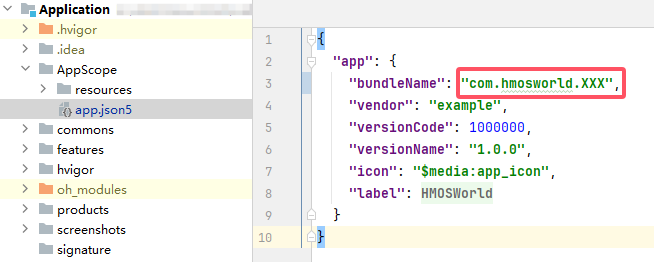 Application
.hvigor
.idea
AppScope
resources
app.json5
commons
features
hvigor
oh_modules
products
screenshots
signature
1 {
2 "app": {
3 "bundleName": "com.hmosworld.XXX",
4 "vendor": "example",
5 "versionCode": 1000000,
6 "versionName": "1.0.0",
7 "icon": "$media:app_icon",
8 "label": HMOSWorld
9 }
10 }